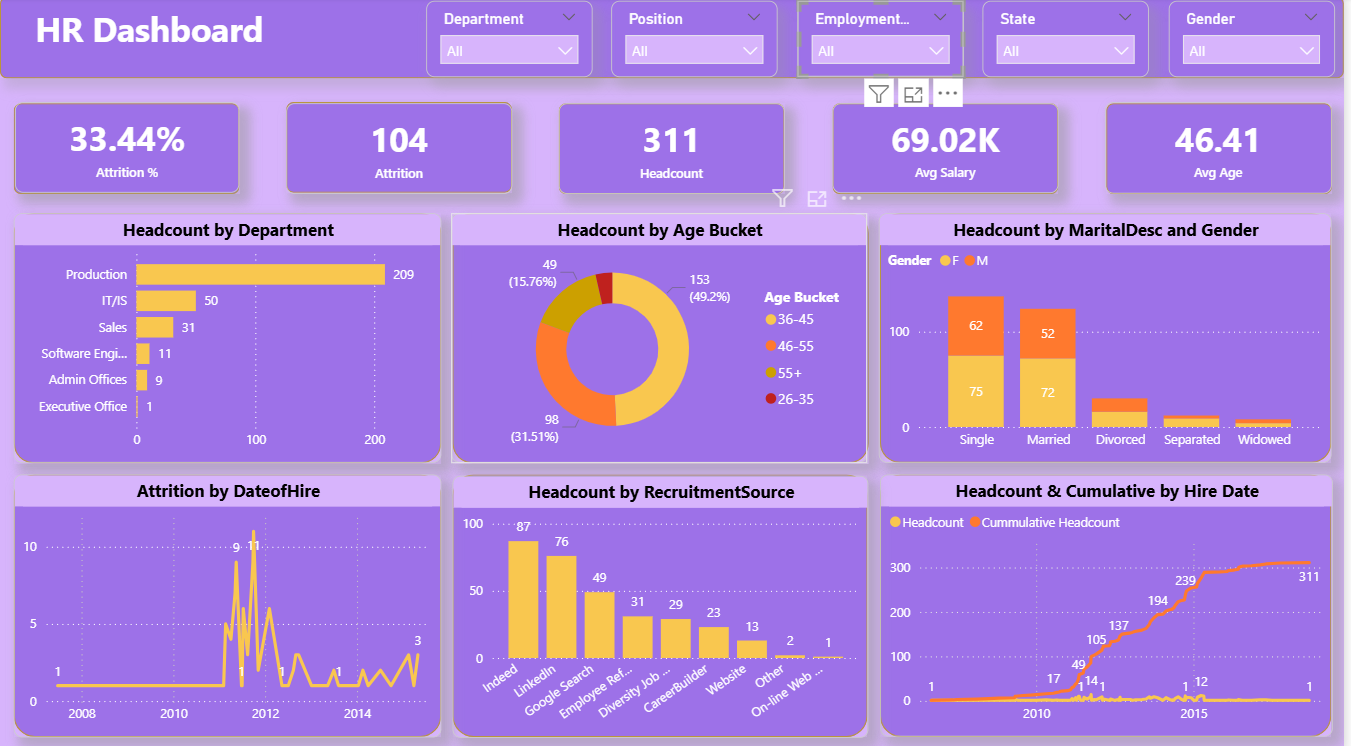 HR Dashboard
Department
All
Position
All
Employment...
All
State
All
Gender
All
33.44%
Attrition %
104
Attrition
311
Headcount
69.02K
Avg Salary
46.41
Avg Age
Headcount by Department
Production
209
IT/IS
50
Sales
31
Software Engi...
11
Admin Offices
9
Executive Office
1
0
100
200
Headcount by Age Bucket
49
(15.76%)
153
(49.2%)
98
(31.51%)
Age Bucket
36-45
46-55
55+
26-35
Headcount by MaritalDesc and Gender
Gender F M
100
0
62
75
52
72
Single Married Divorced Separated Widowed
Attrition by DateofHire
10
5
0
1
9
11
1
1
1
3
2008 2010 2012 2014
Headcount by RecruitmentSource
100
50
0
87
76
49
31
29
23
13
2
1
Indeed
LinkedIn
Google Search
Employee Ref...
Diversity Job ...
CareerBuilder
Website
Other
On-line Web ...
Headcount & Cumulative by Hire Date
Headcount Cummulative Headcount
300
200
100
0
1
17
49
105
137
194
239
311
1
14
1
1
12
1
2010 2015